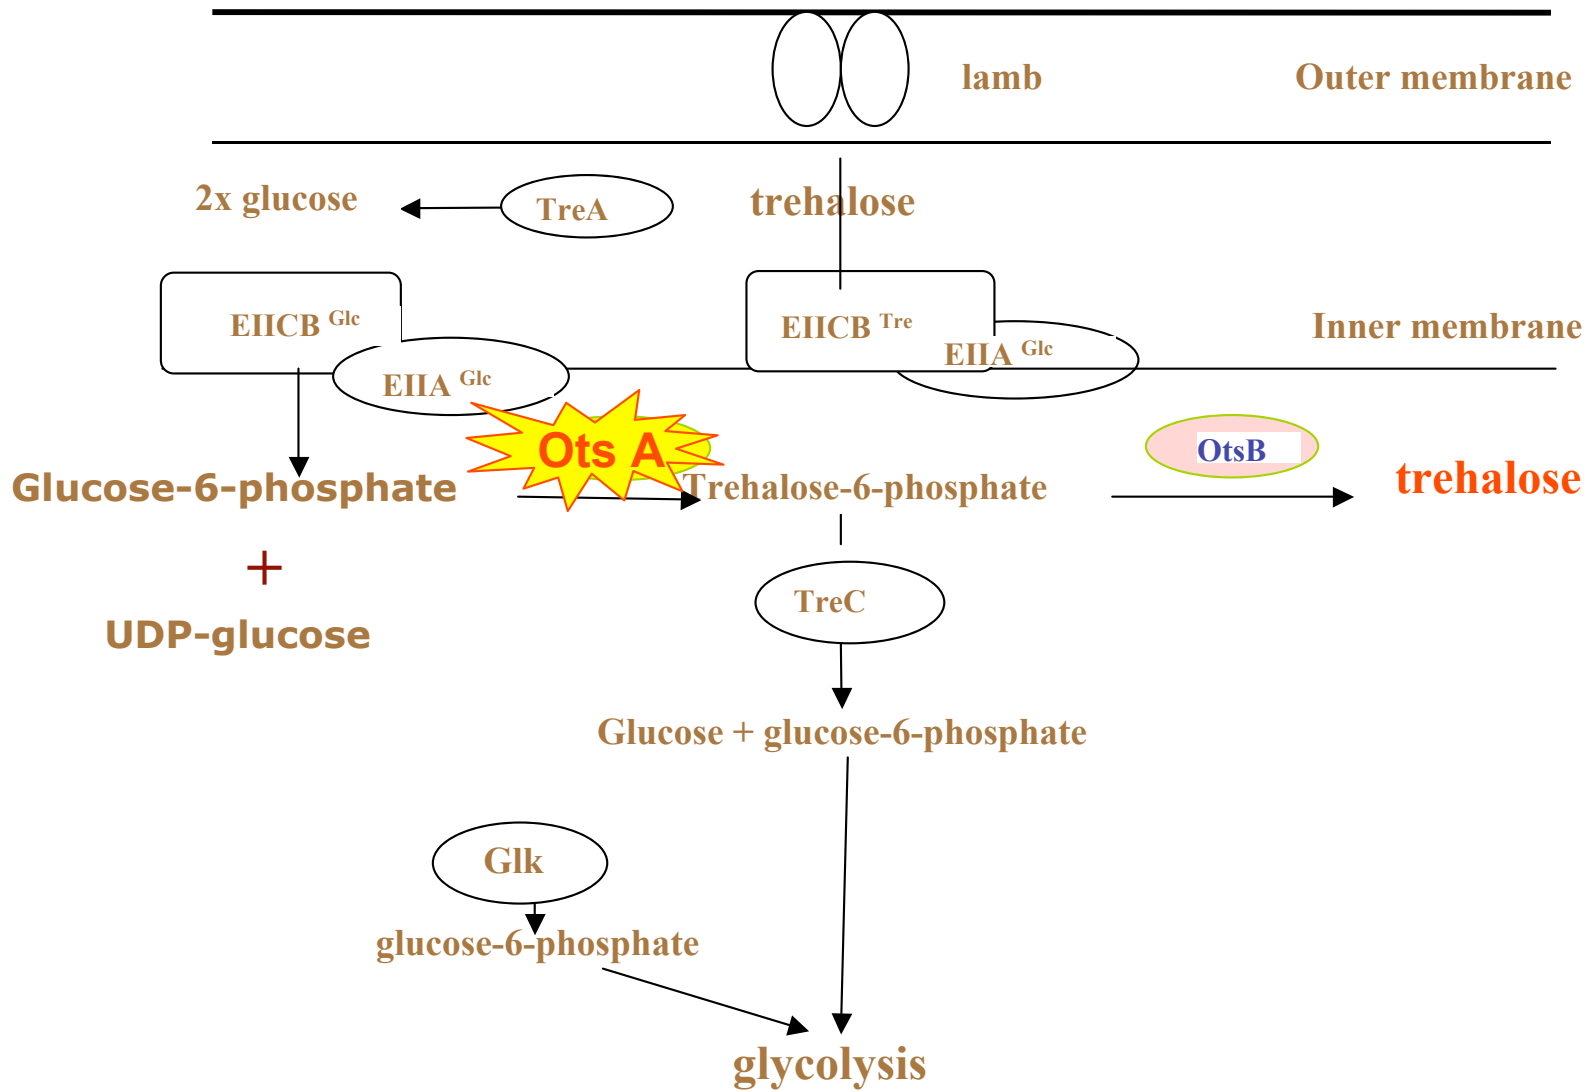 lamb
Outer membrane
2x glucose
TreA
trehalose
EIICB Glc
EIICB Tre
Inner membrane
EIIA Glc
EIIA Glc
Ots A
OtsB
Glucose-6-phosphate
Trehalose-6-phosphate
trehalose
+
UDP-glucose
TreC
Glucose + glucose-6-phosphate
Glk
glucose-6-phosphate
glycolysis